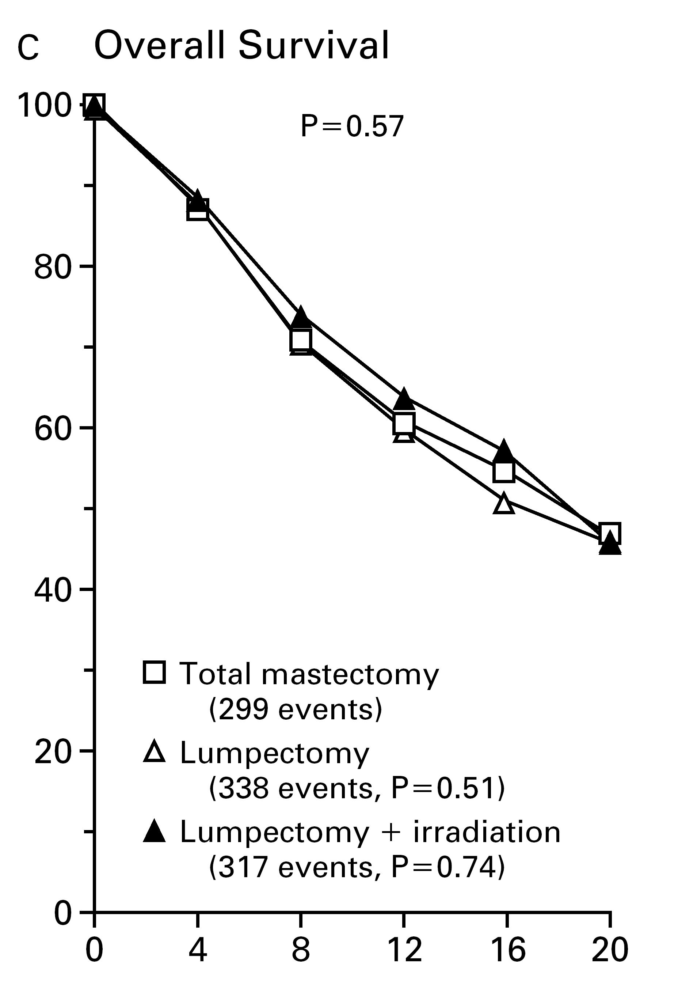 C Overall Survival
100
P=0.57
80
60
40
Total mastectomy
(299 events)
20
Lumpectomy
(338 events, P=0.51)
Lumpectomy + irradiation
(317 events, P=0.74)
0
0 4 8 12 16 20